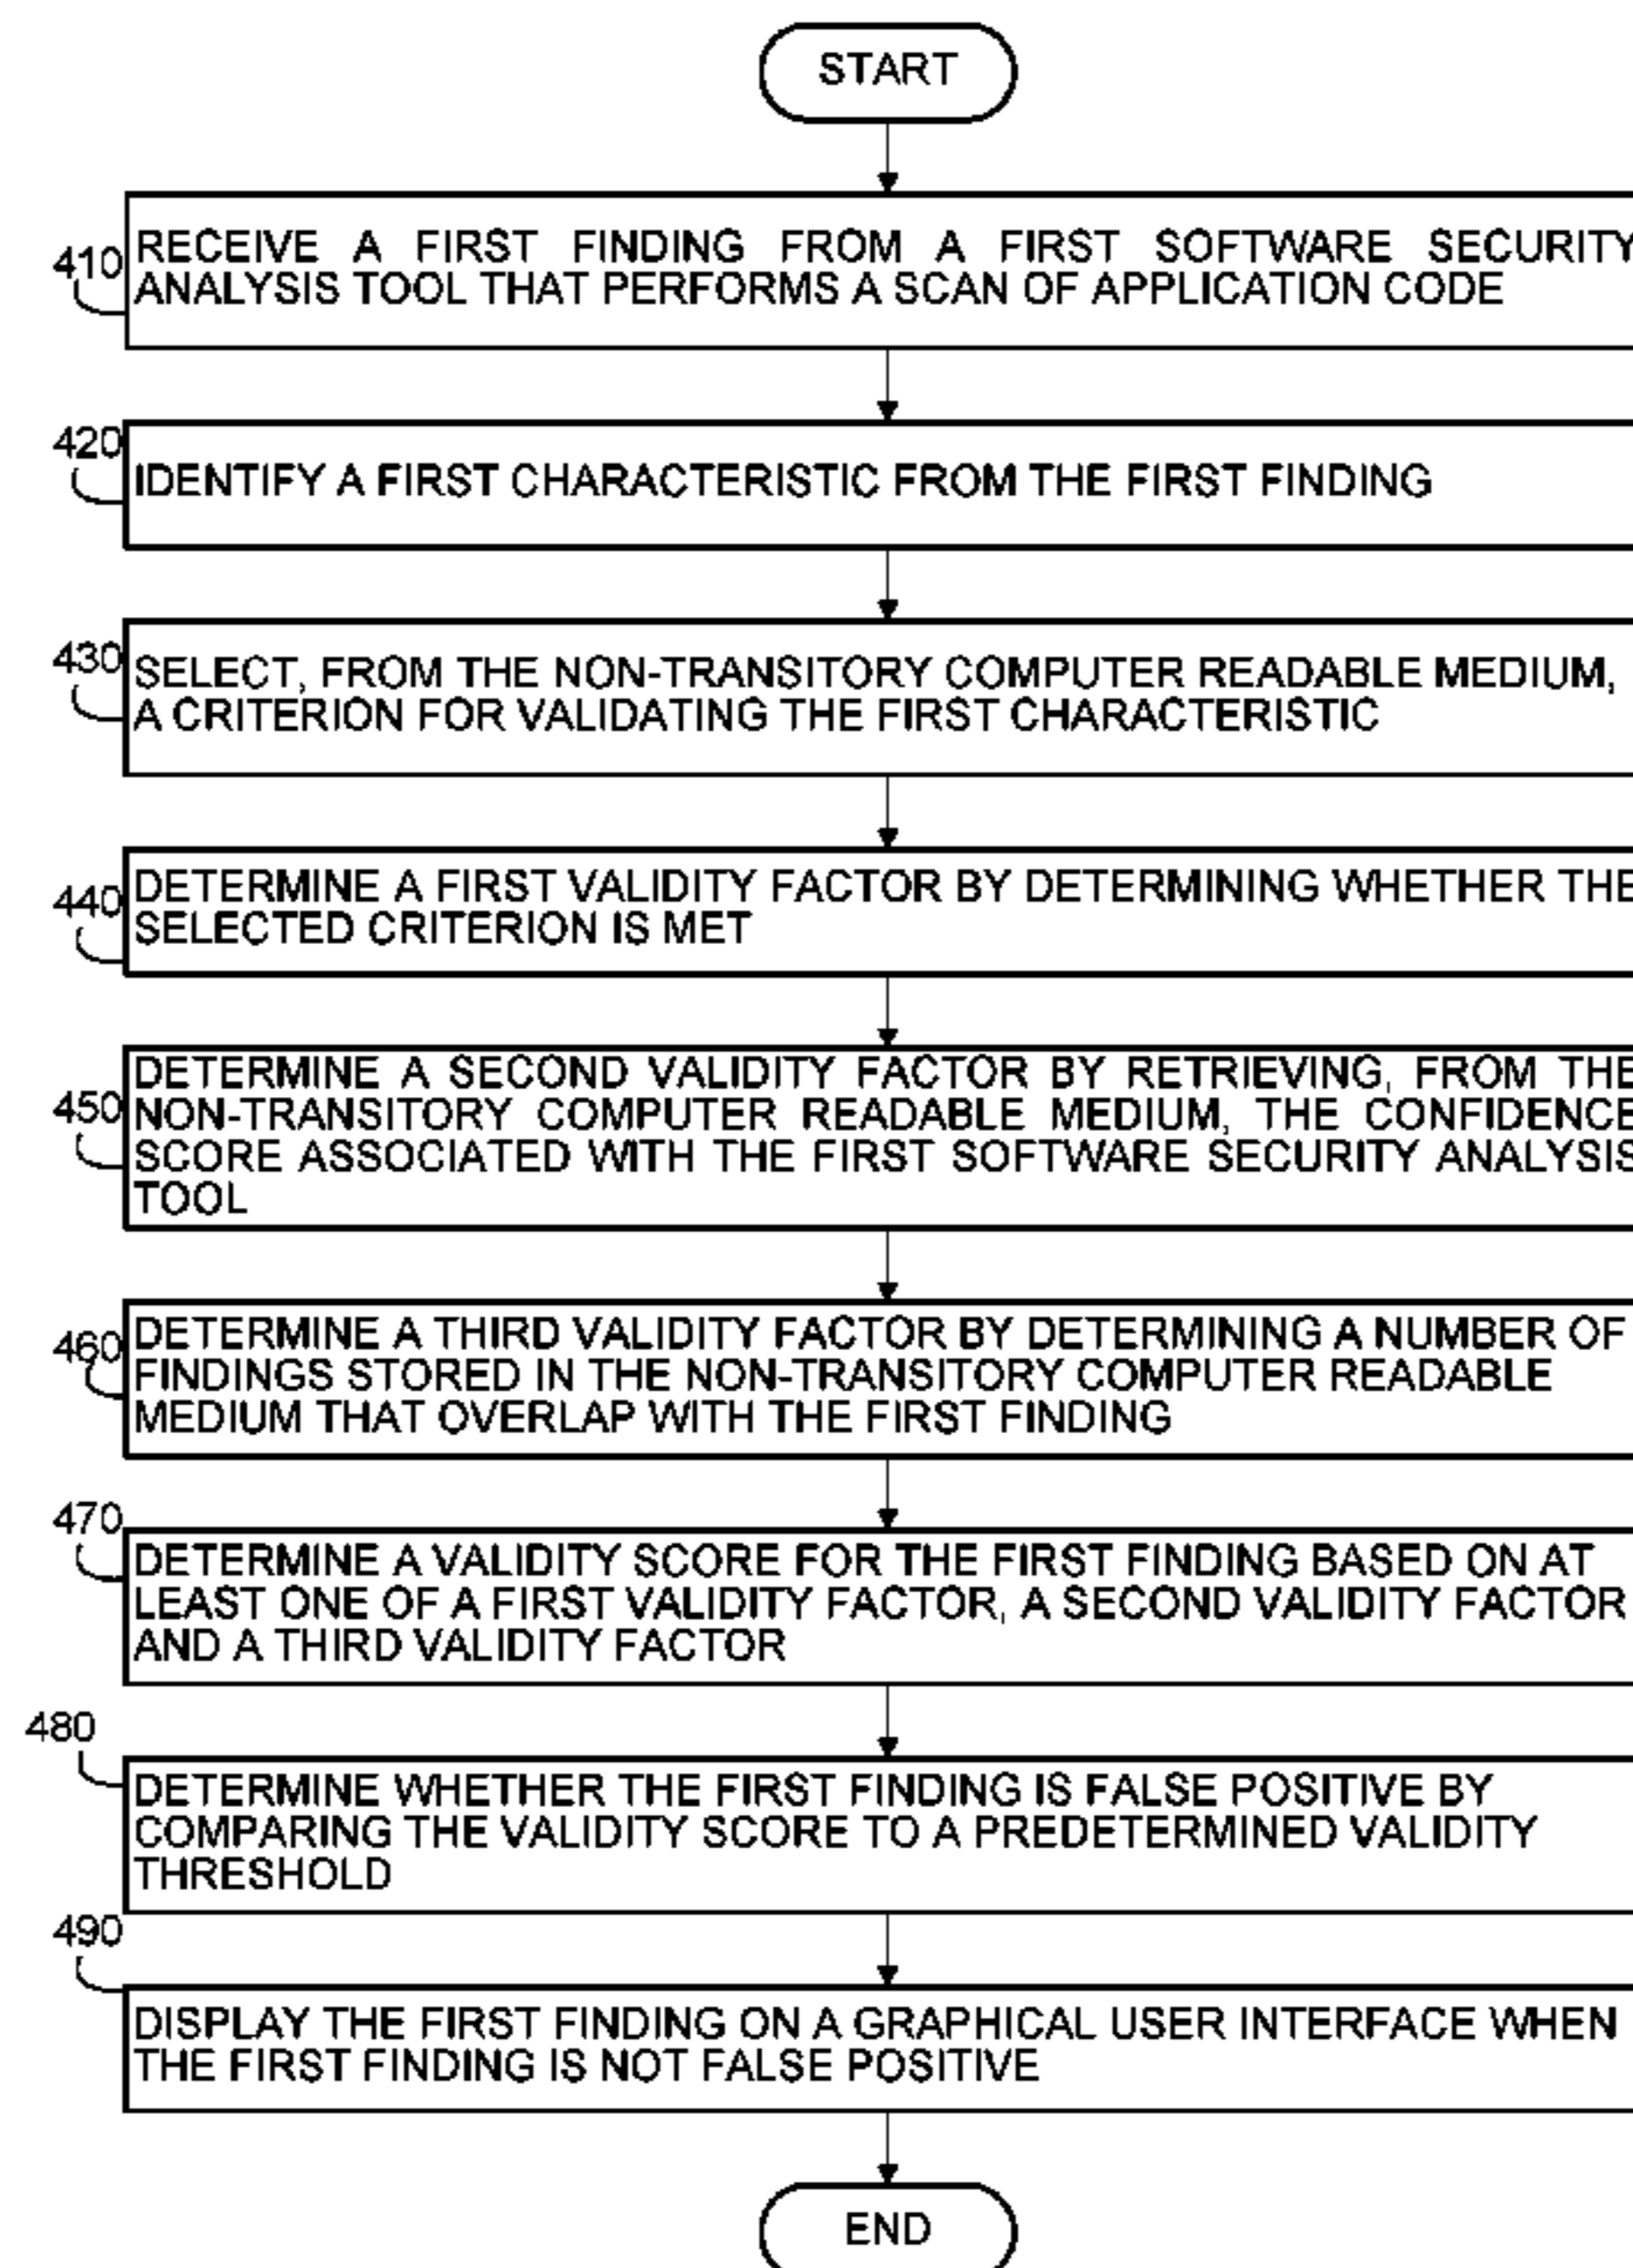 START
410
RECEIVE A FIRST FINDING FROM A FIRST SOFTWARE SECURITY
ANALYSIS TOOL THAT PERFORMS A SCAN OF APPLICATION CODE
420
IDENTIFY A FIRST CHARACTERISTIC FROM THE FIRST FINDING
430
SELECT, FROM THE NON-TRANSITORY COMPUTER READABLE MEDIUM,
A CRITERION FOR VALIDATING THE FIRST CHARACTERISTIC
440
DETERMINE A FIRST VALIDITY FACTOR BY DETERMINING WHETHER THE
SELECTED CRITERION IS MET
450
DETERMINE A SECOND VALIDITY FACTOR BY RETRIEVING, FROM THE
NON-TRANSITORY COMPUTER READABLE MEDIUM, THE CONFIDENCE
SCORE ASSOCIATED WITH THE FIRST SOFTWARE SECURITY ANALYSIS
TOOL
460
DETERMINE A THIRD VALIDITY FACTOR BY DETERMINING A NUMBER OF
FINDINGS STORED IN THE NON-TRANSITORY COMPUTER READABLE
MEDIUM THAT OVERLAP WITH THE FIRST FINDING
470
DETERMINE A VALIDITY SCORE FOR THE FIRST FINDING BASED ON AT
LEAST ONE OF A FIRST VALIDITY FACTOR, A SECOND VALIDITY FACTOR
AND A THIRD VALIDITY FACTOR
480
DETERMINE WHETHER THE FIRST FINDING IS FALSE POSITIVE BY
COMPARING THE VALIDITY SCORE TO A PREDETERMINED VALIDITY
THRESHOLD
490
DISPLAY THE FIRST FINDING ON A GRAPHICAL USER INTERFACE WHEN
THE FIRST FINDING IS NOT FALSE POSITIVE
END